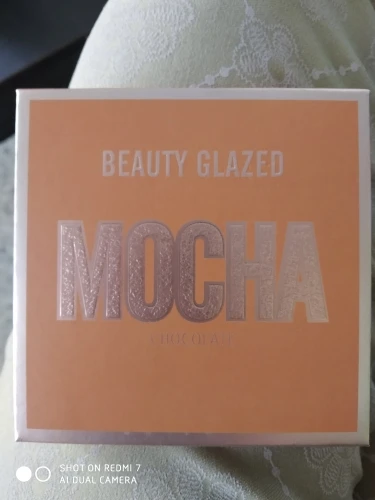 BEAUTY GLAZED
MOCHA
SHOT ON REDMI 7
AI DUAL CAMERA